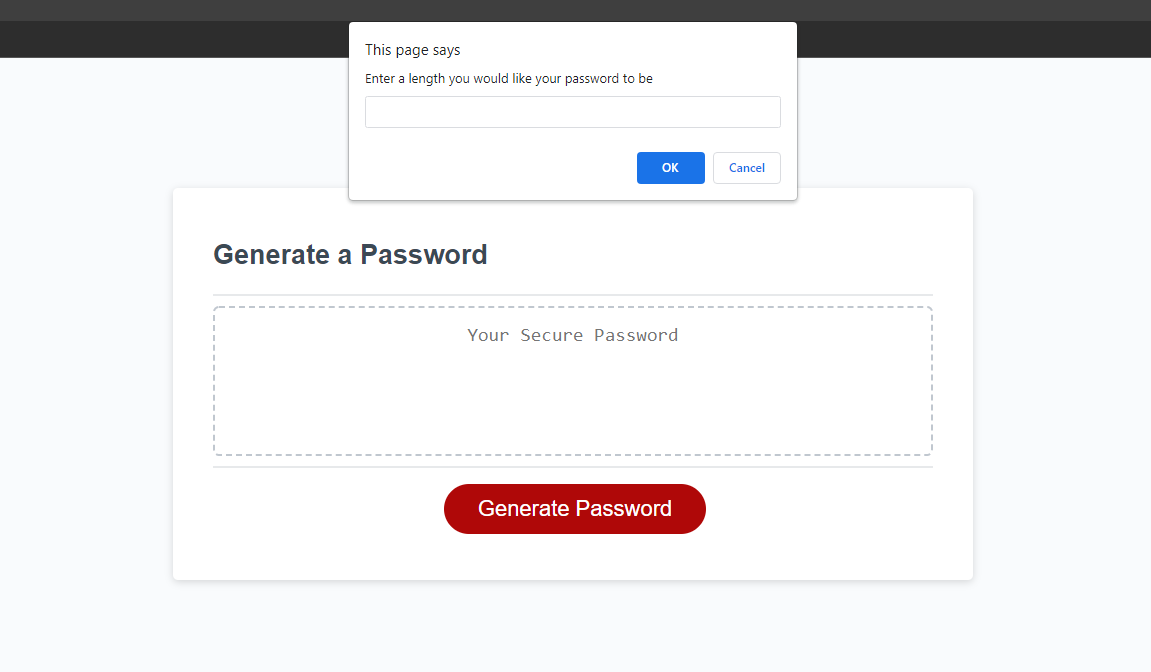 This page says
Enter a length you would like your password to be
OK
Cancel
Generate a Password
Your Secure Password
Generate Password